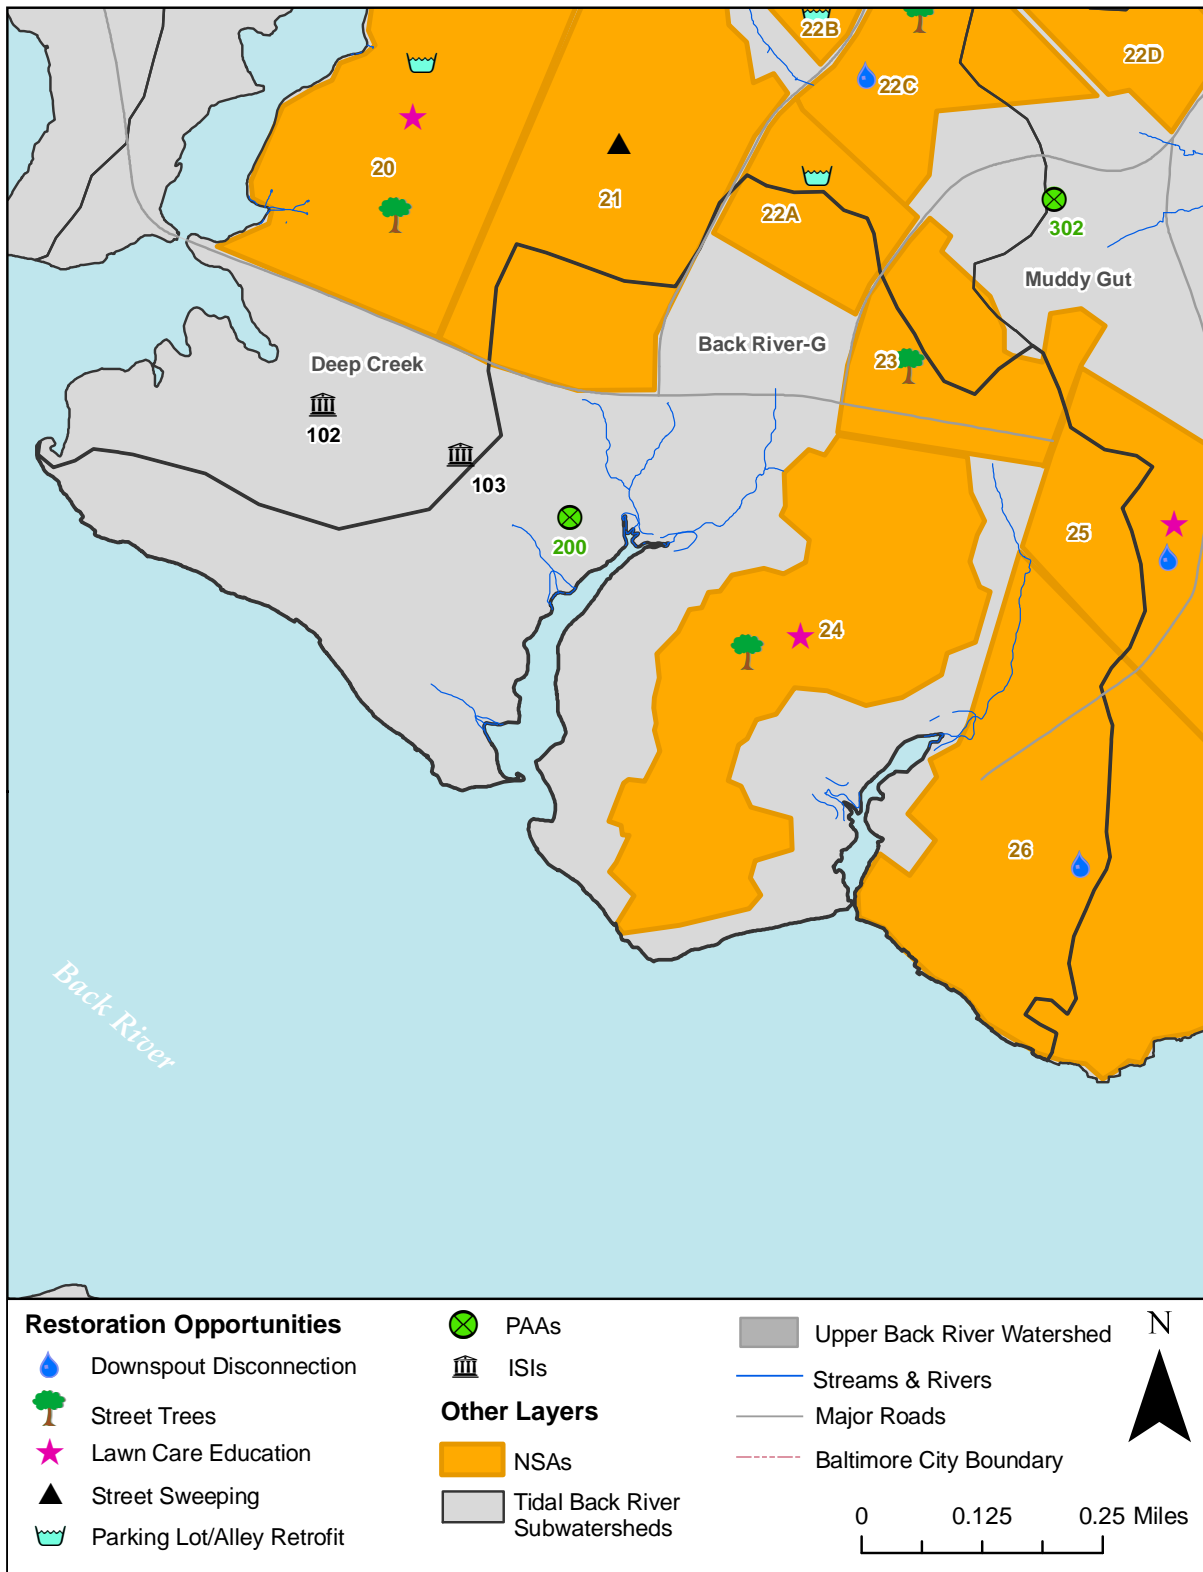 22B
22D
22C
20
21
22A
302
Muddy Gut
Back River-G
Deep Creek
23
102
103
200
25
24
26
Back River
Restoration Opportunities
Downspout Disconnection
Street Trees
Lawn Care Education
Street Sweeping
Parking Lot/Alley Retrofit
PAAs
ISIs
Other Layers
NSAs
Tidal Back River
Subwatersheds
Upper Back River Watershed
Streams & Rivers
Major Roads
Baltimore City Boundary
N
0 0.125 0.25 Miles